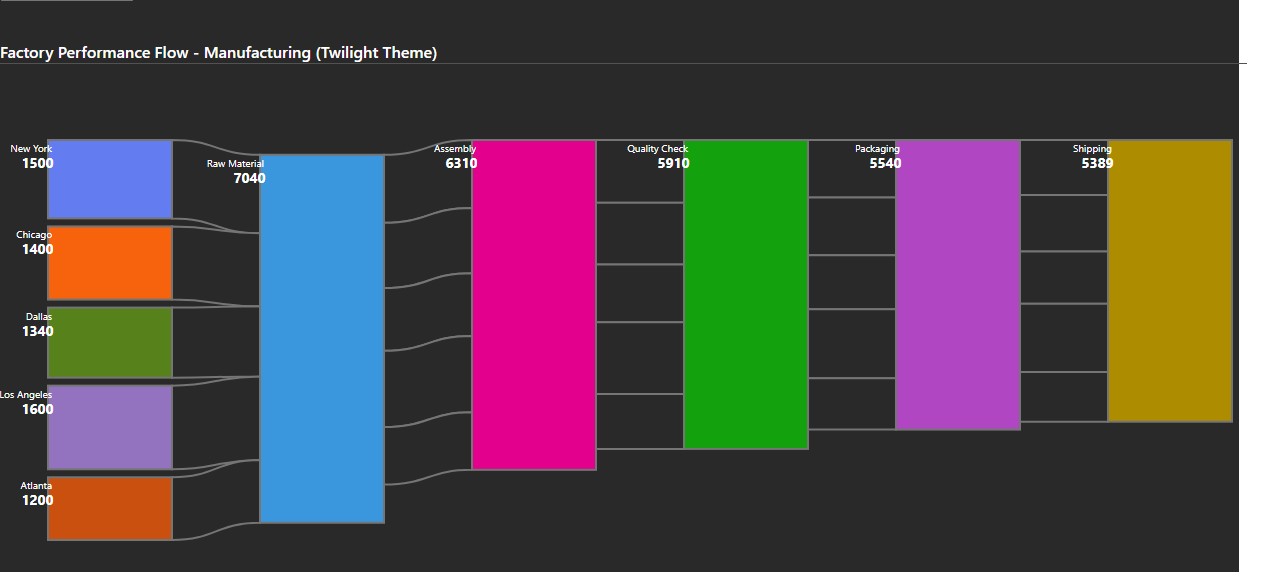 Factory Performance Flow - Manufacturing (Twilight Theme)
New York
1500
Raw Material
7040
Assembly
6310
Quality Check
5910
Packaging
5540
Shipping
5389
Chicago
1400
Dallas
1340
Los Angeles
1600
Atlanta
1200